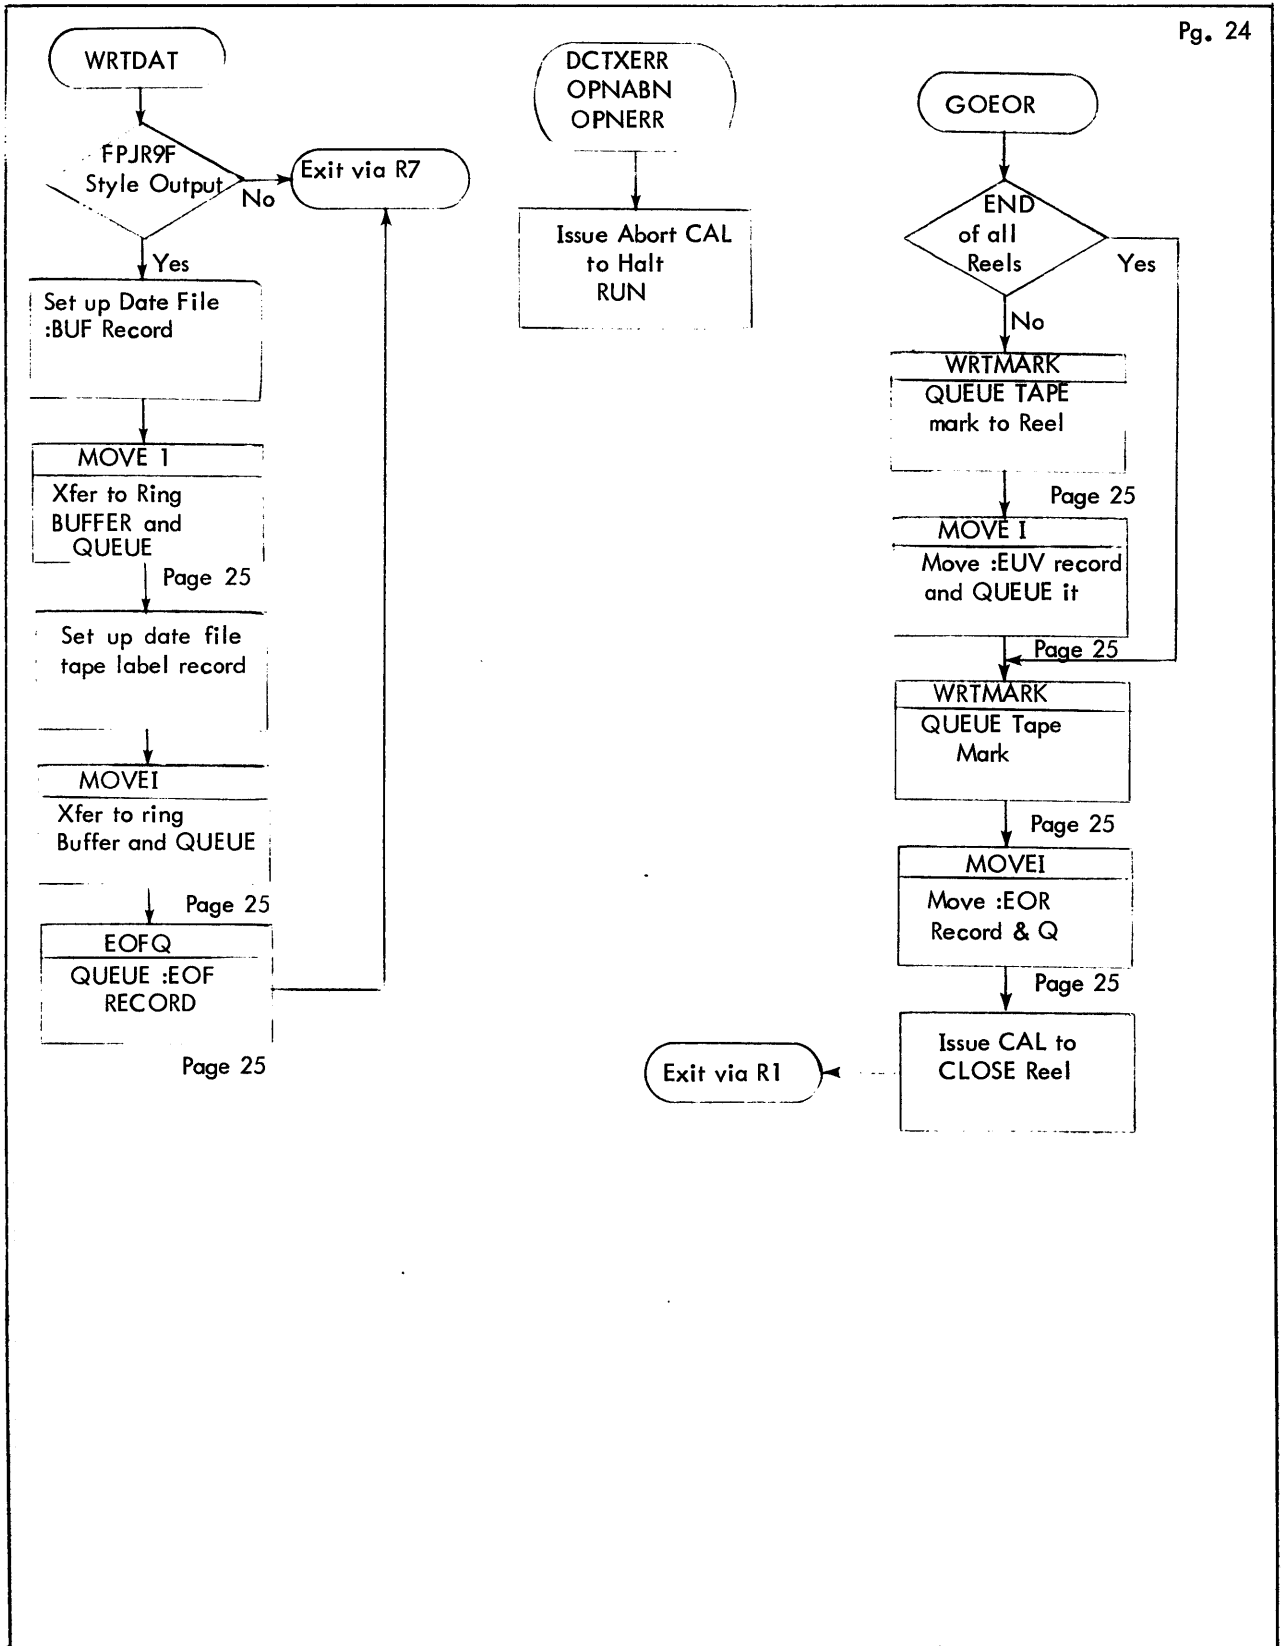 Pg. 24
WRTDAT
FPJR9F
Style Output
No
Exit via R7
Yes
Set up Date File
:BUF Record
MOVE 1
Xfer to Ring
BUFFER and
QUEUE
Page 25
Set up date file
tape label record
MOVEI
Xfer to ring
Buffer and QUEUE
Page 25
EOFQ
QUEUE :EOF
RECORD
Page 25
DCTXERR
OPNABN
OPNERR
Issue Abort CAL
to Halt
RUN
GOEOR
END
of all
Reels
Yes
No
WRTMARK
QUEUE TAPE
mark to Reel
Page 25
MOVE I
Move :EUV record
and QUEUE it
Page 25
WRTMARK
QUEUE Tape
Mark
Page 25
MOVEI
Move :EOR
Record & Q
Page 25
Issue CAL to
CLOSE Reel
Exit via R1